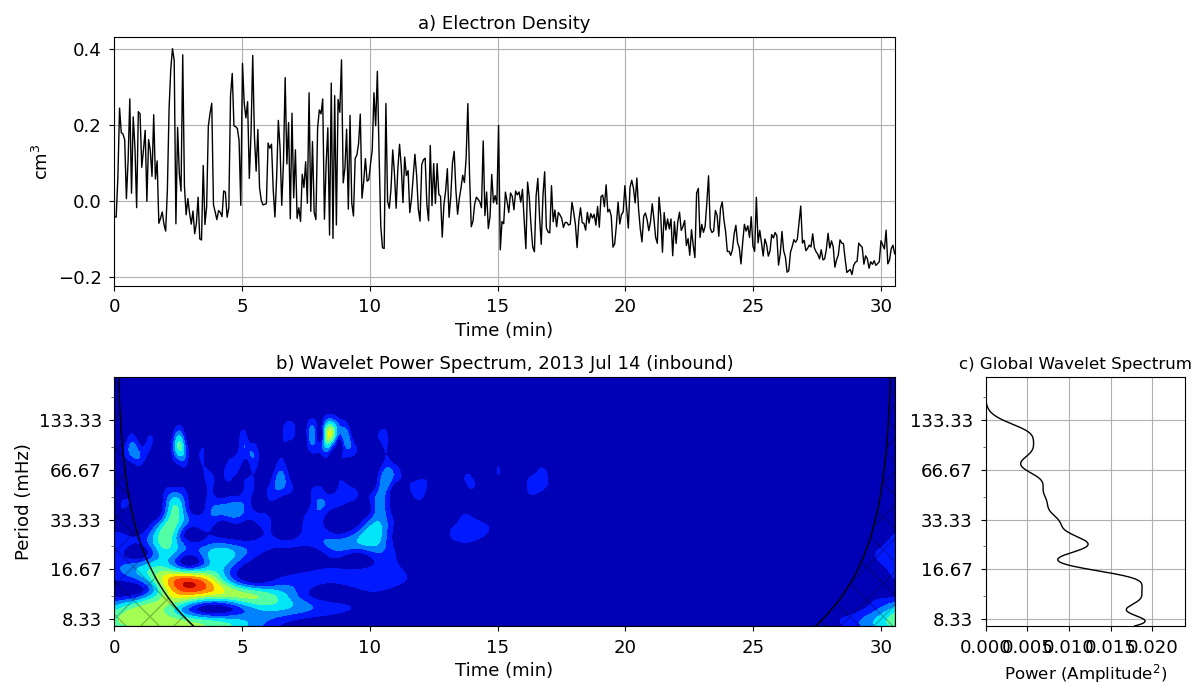 a) Electron Density
cm³
0.4
0.2
0.0
−0.2
0 5 10 15 20 25 30
Time (min)
b) Wavelet Power Spectrum, 2013 Jul 14 (inbound)
Period (mHz)
133.33
66.67
33.33
16.67
8.33
0 5 10 15 20 25 30
Time (min)
c) Global Wavelet Spectrum
133.33
66.67
33.33
16.67
8.33
0.000 0.005 0.010 0.015 0.020
Power (Amplitude²)